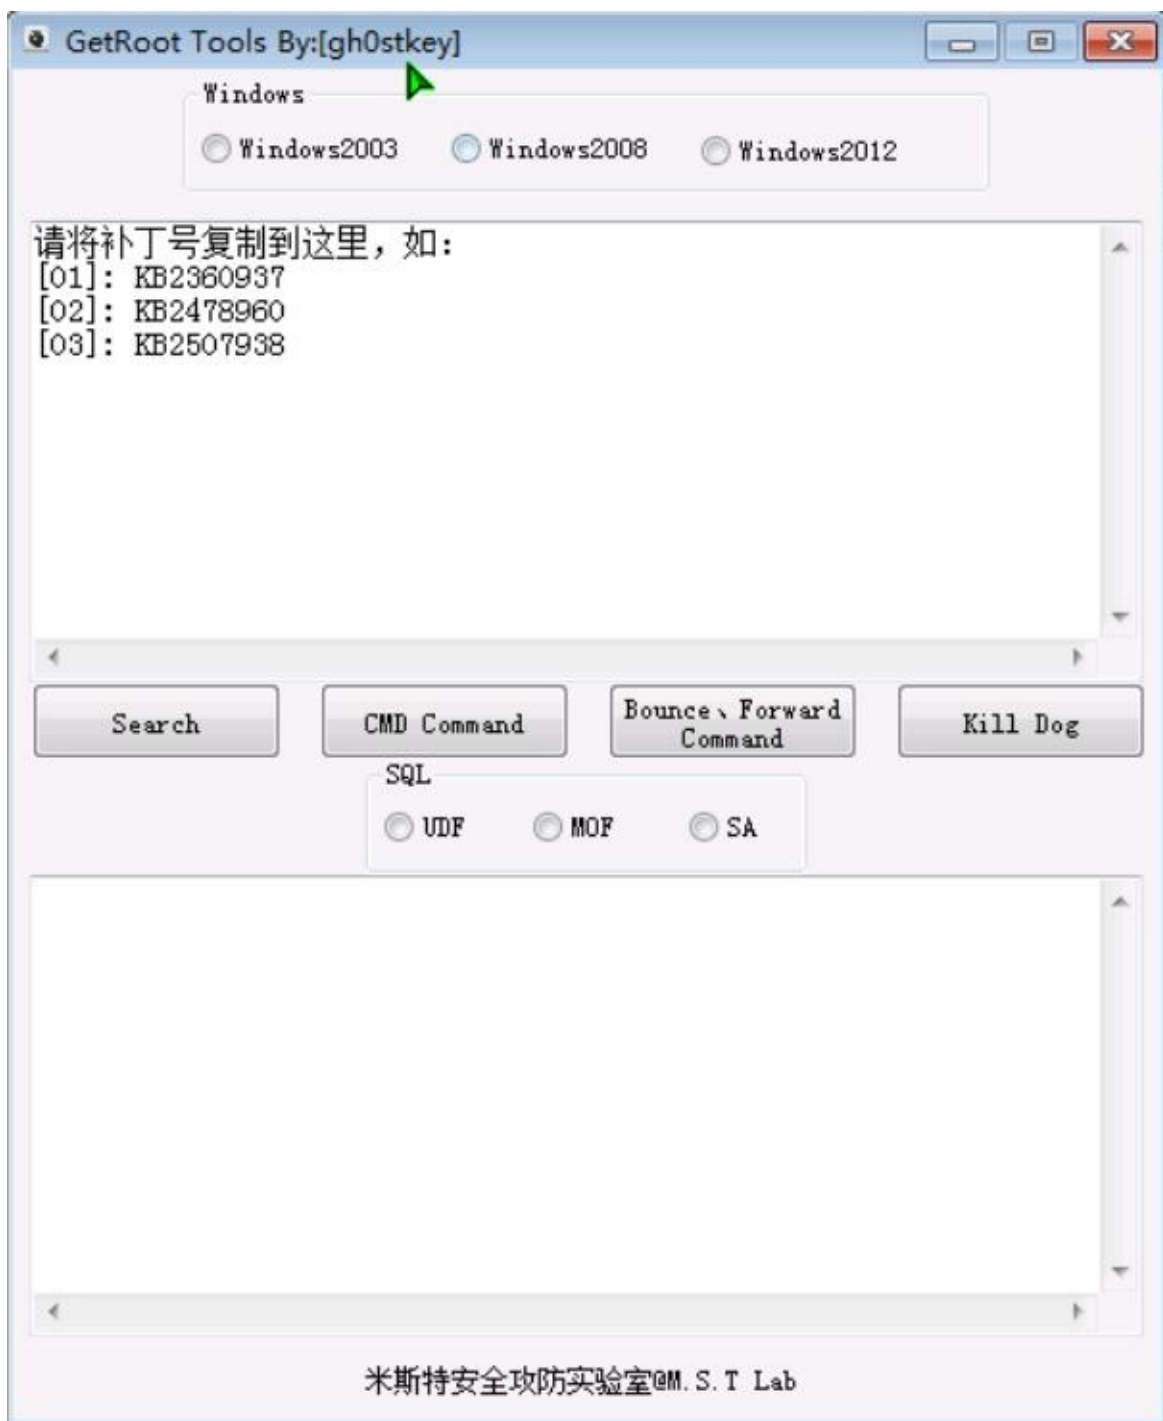 GetRoot Tools By:[gh0stkey]
Windows
Windows2003 Windows2008 Windows2012
请将补丁号复制到这里，如：
[01]: KB2360937
[02]: KB2478960
[03]: KB2507938
Search
CMD Command
Bounce、Forward
Command
Kill Dog
SQL
UDF MOF SA
米斯特安全攻防实验室@M.S.T Lab